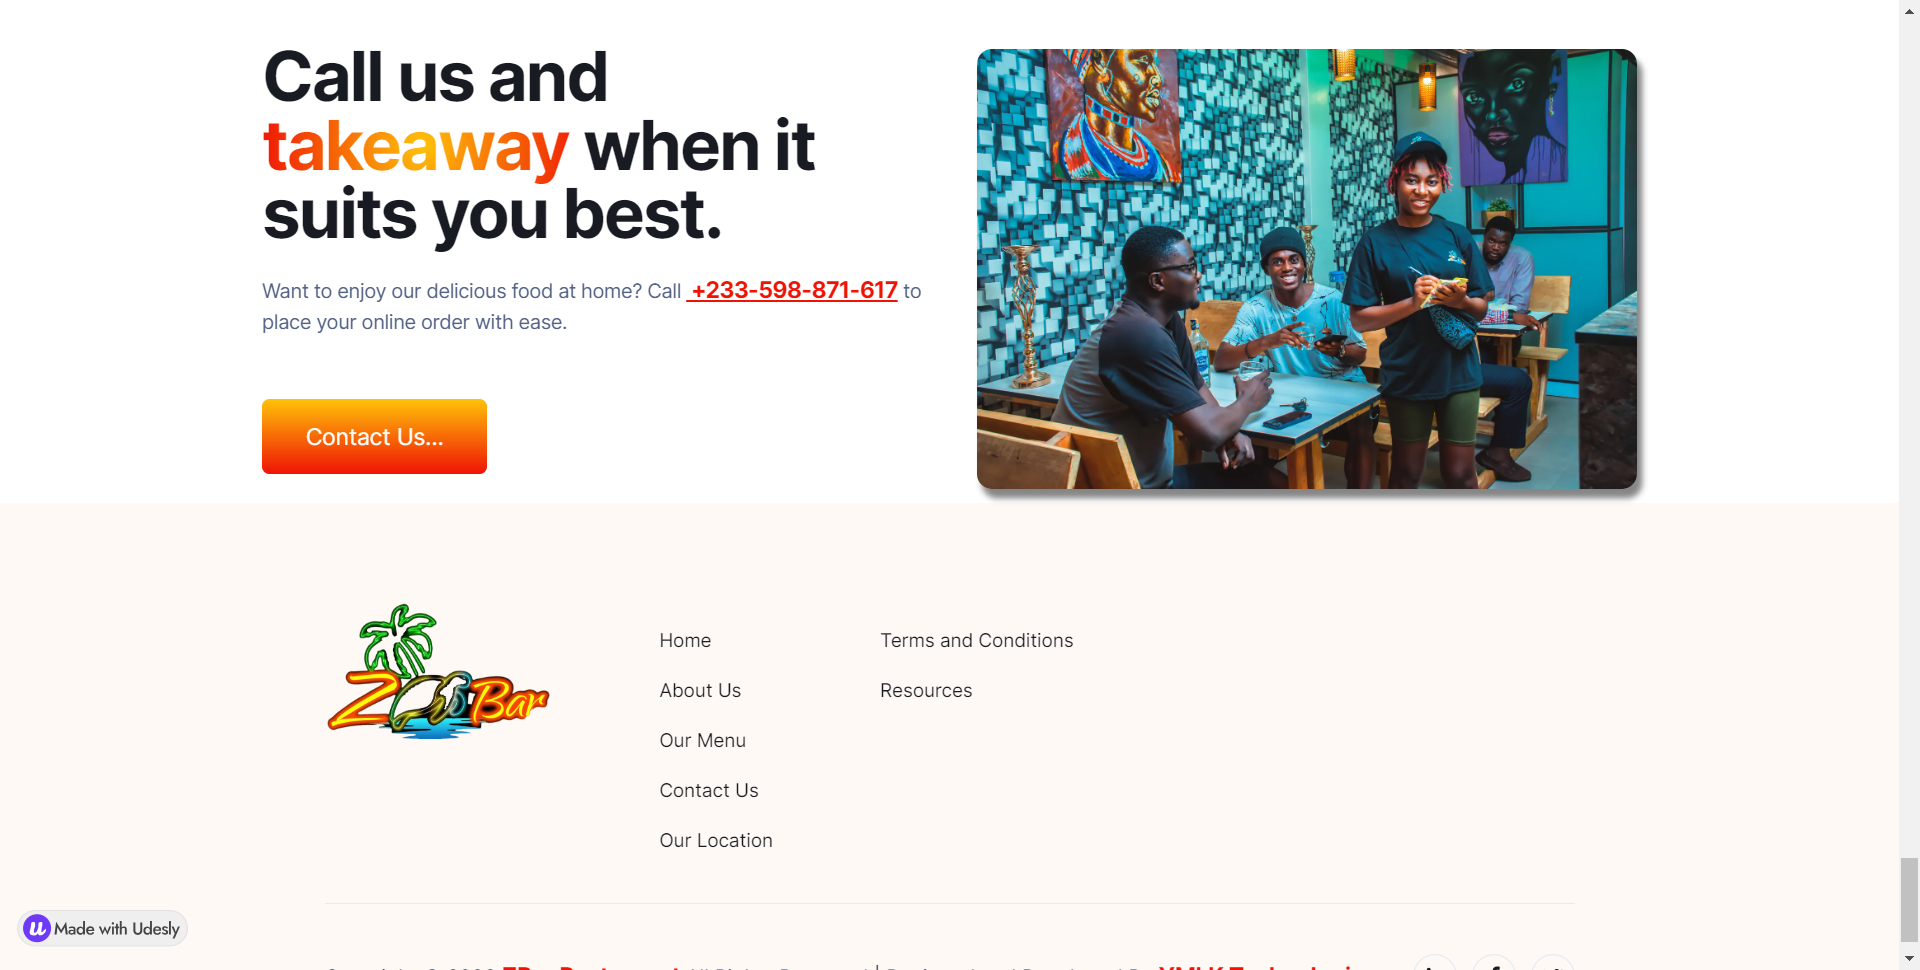 Call us and
takeaway when it
suits you best.
Want to enjoy our delicious food at home? Call +233-598-871-617 to
place your online order with ease.
Contact Us...
Bar
Home
About Us
Our Menu
Contact Us
Our Location
Terms and Conditions
Resources
Made with Udesly